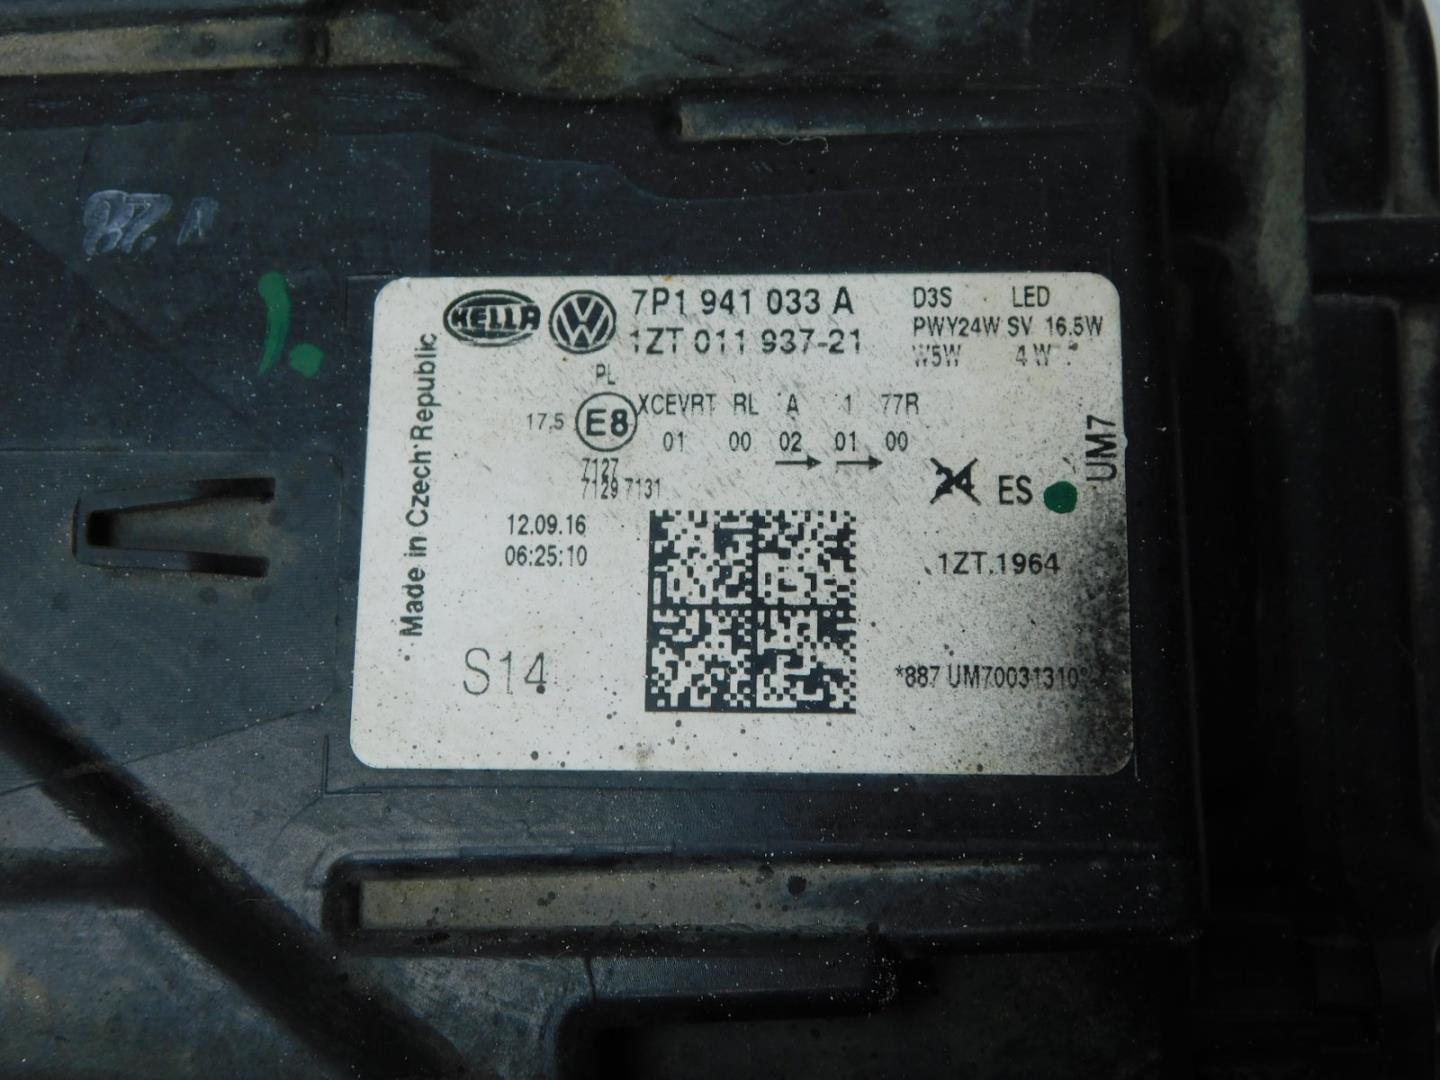 HELLA
7P1 941 033 A
1ZT 011 937-21
D3S LED
PWY24W SV 16.5W
W5W 4 W
PL
17,5 E8 XCEVRT RL A 1 77R
01 00 02 01 00
7127
7129 7131
24 ES
UM7
Made in Czech Republic
12.09.16
06:25:10
1ZT.1964
S14
*887 UM70031310*